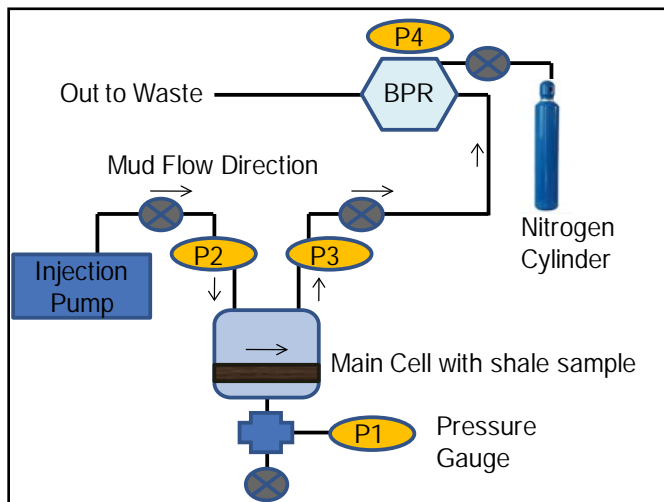 P4
Out to Waste
BPR
Mud Flow Direction
Injection
Pump
P2
P3
Nitrogen
Cylinder
Main Cell with shale sample
P1
Pressure
Gauge